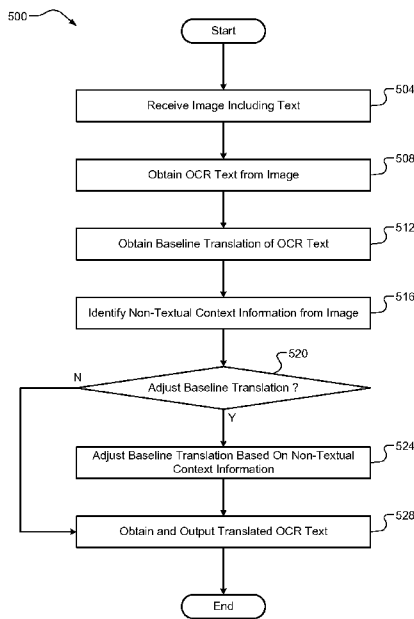 500
Start
504
Receive Image Including Text
508
Obtain OCR Text from Image
512
Obtain Baseline Translation of OCR Text
516
Identify Non-Textual Context Information from Image
520
N
Adjust Baseline Translation ?
Y
524
Adjust Baseline Translation Based On Non-Textual
Context Information
528
Obtain and Output Translated OCR Text
End